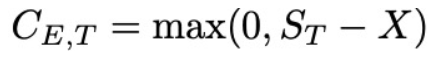 C_{E,T} = max(0, S_T − X)